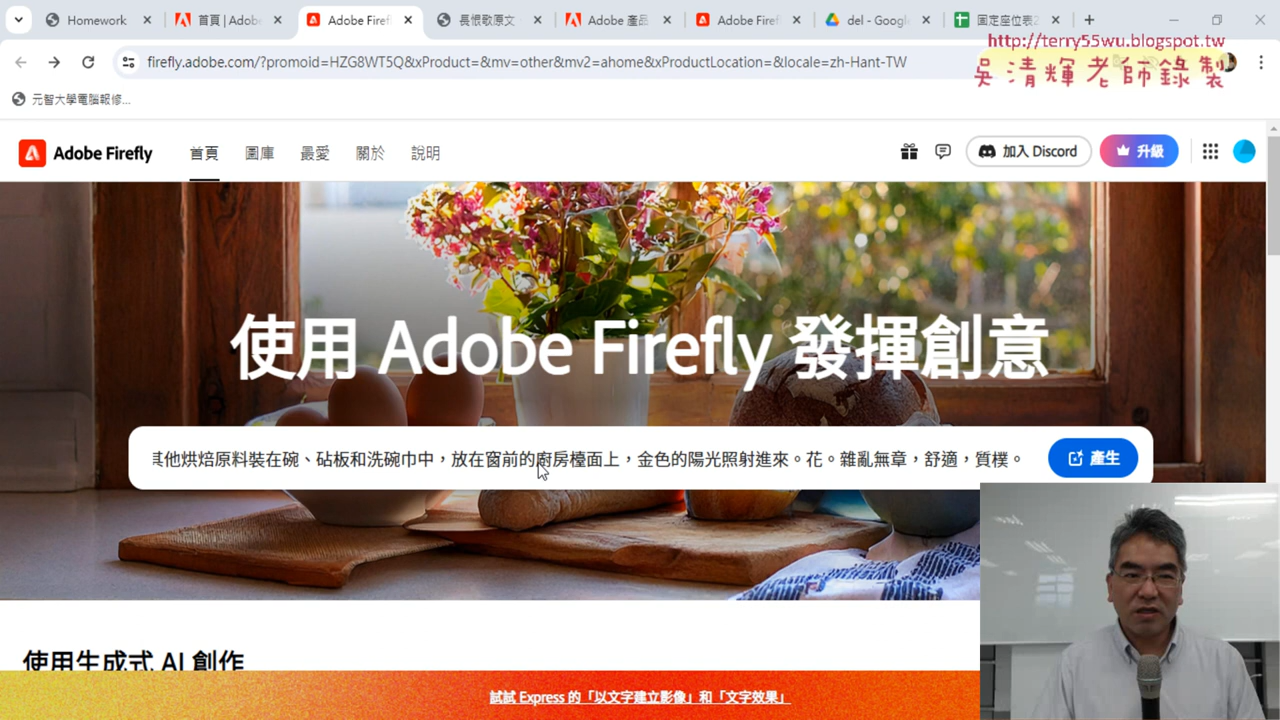 Homework
首頁 | Adobe
Adobe Firefl
長恨歌原文
Adobe 產品
Adobe Firef
del - Google
固定座位表2
http://terry55wu.blogspot.tw
firefly.adobe.com/?promoid=HZG8WT5Q&xProduct=&mv=other&mv2=ahome&xProductLocation=&locale=zh-Hant-TW
吳清輝老師錄製
元智大學電腦報修...
Adobe Firefly
首頁
圖庫
最愛
關於
說明
加入 Discord
升級
使用 Adobe Firefly 發揮創意
其他烘焙原料裝在碗、砧板和洗碗巾中，放在窗前的廚房檯面上，金色的陽光照射進來。花。雜亂無章，舒適，質樸。
產生
使用生成式 AI 創作
試試 Express 的「以文字建立影像」和「文字效果」